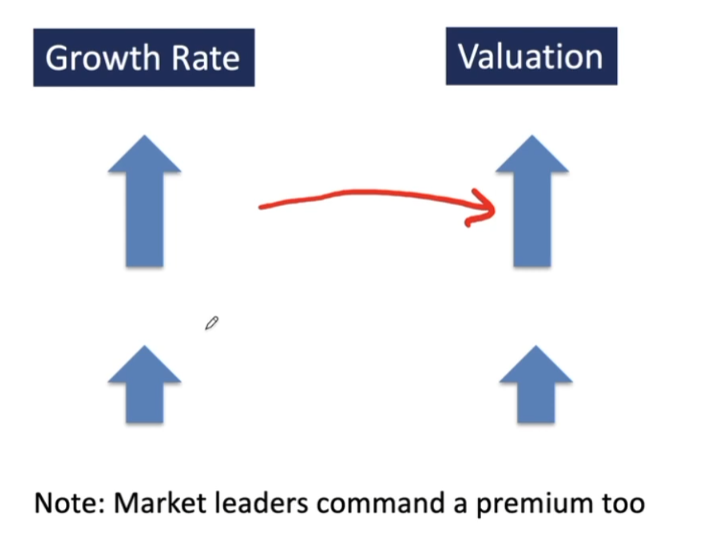 Growth Rate
Valuation
Note: Market leaders command a premium too